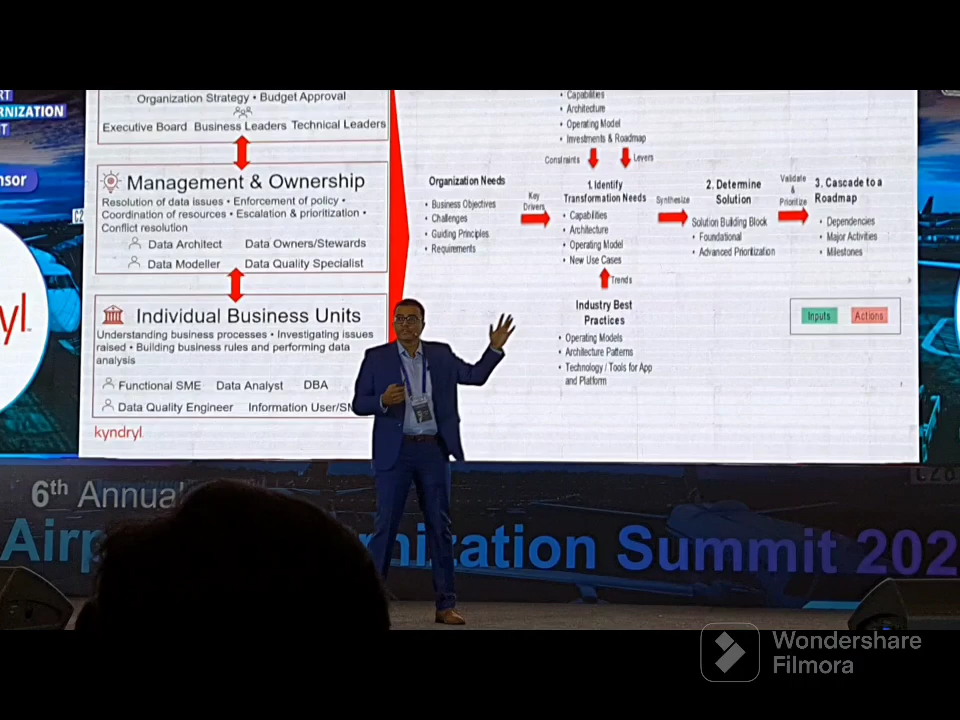 RT
RNIZATION
T
nsor
yl
Organization Strategy • Budget Approval
Executive Board Business Leaders Technical Leaders
Management & Ownership
Resolution of data issues • Enforcement of policy •
Coordination of resources • Escalation & prioritization •
Conflict resolution
Data Architect Data Owners/Stewards
Data Modeller Data Quality Specialist
Individual Business Units
Understanding business processes • Investigating issues
raised • Building business rules and performing data
analysis
Functional SME Data Analyst DBA
Data Quality Engineer Information User/
kyndryl
• Capabilities
• Architecture
• Operating Model
• Investments & Roadmap
Constraints
Levers
Organization Needs
• Business Objectives
• Challenges
• Guiding Principles
• Requirements
Key
Drivers
1. Identify
Transformation Needs
• Capabilities
• Architecture
• Operating Model
• New Use Cases
Synthesize
2. Determine
Solution
Solution Building Block
• Foundational
• Advanced Prioritization
Validate
&
Prioritize
3. Cascade to a
Roadmap
• Dependencies
• Major Activities
• Milestones
Trends
Industry Best
Practices
• Operating Models
• Architecture Patterns
• Technology / Tools for App
and Platform
Inputs Actions
6th Annual
Airp nization Summit 202
Wondershare
Filmora